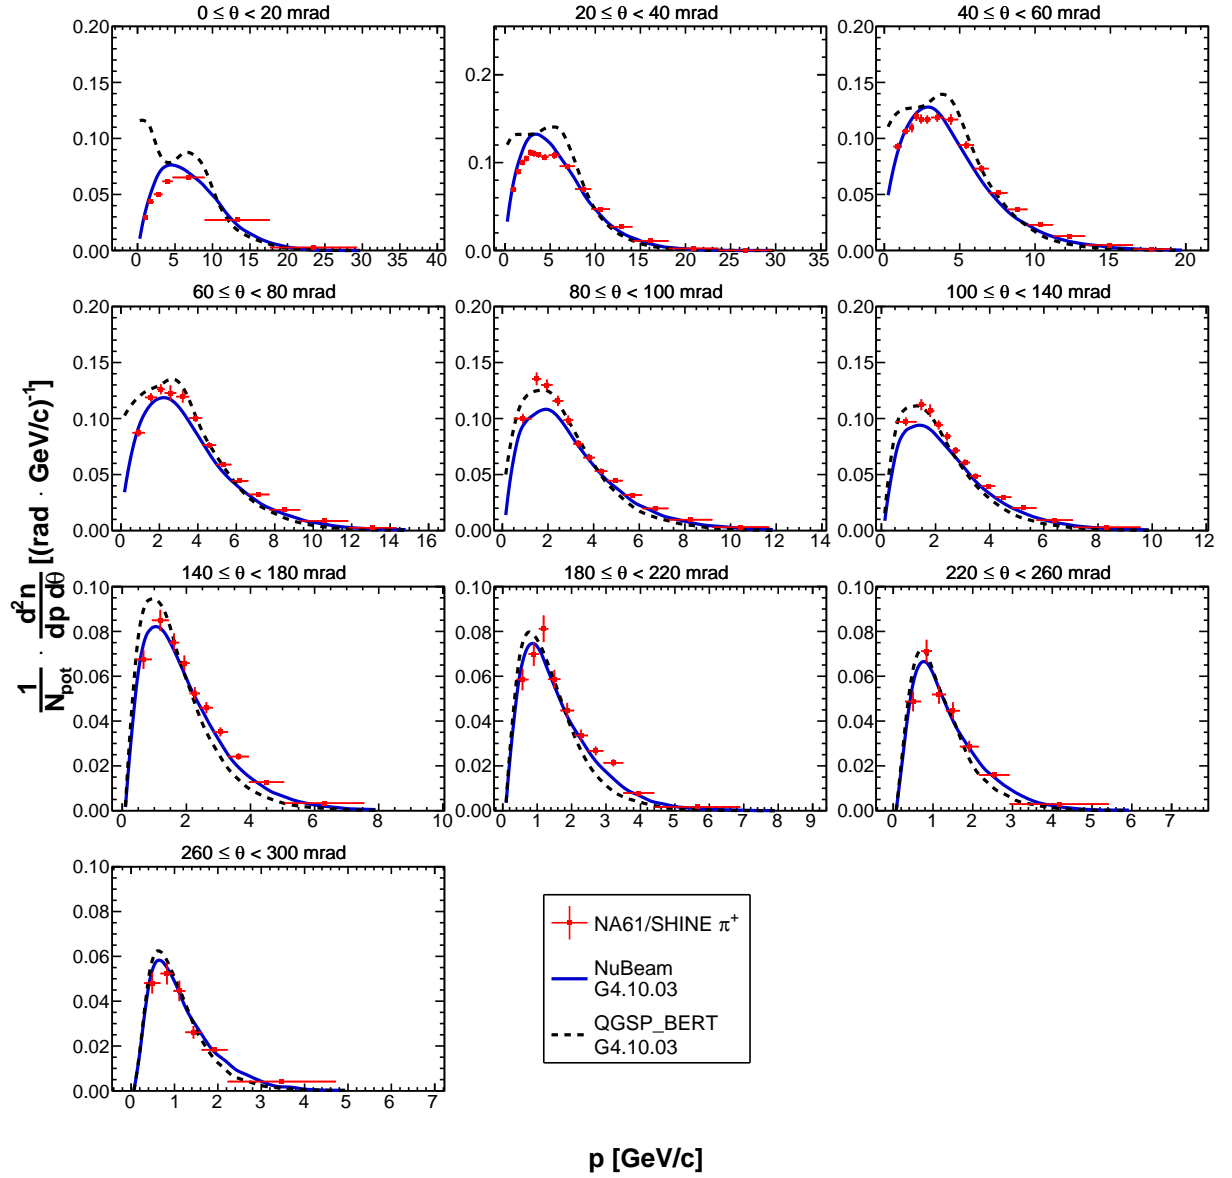 0 ≤ θ < 20 mrad
20 ≤ θ < 40 mrad
40 ≤ θ < 60 mrad
0.20
0.15
0.10
0.05
0.00
0 5 10 15 20 25 30 35 40
0.2
0.1
0.0
0 5 10 15 20 25 30 35
0.20
0.15
0.10
0.05
0.00
5 10 15 20
60 ≤ θ < 80 mrad
80 ≤ θ < 100 mrad
100 ≤ θ < 140 mrad
0.20
0.15
0.10
0.05
0.00
0 2 4 6 8 10 12 14 16
0.20
0.15
0.10
0.05
0.00
0 2 4 6 8 10 12 14
0.20
0.15
0.10
0.05
0.00
0 2 4 6 8 10 12
140 ≤ θ < 180 mrad
180 ≤ θ < 220 mrad
220 ≤ θ < 260 mrad
0.10
0.08
0.06
0.04
0.02
0.00
0 2 4 6 8 10
0.10
0.08
0.06
0.04
0.02
0.00
0 1 2 3 4 5 6 7 8 9
0.10
0.08
0.06
0.04
0.02
0.00
0 1 2 3 4 5 6 7
260 ≤ θ < 300 mrad
0.10
0.08
0.06
0.04
0.02
0.00
0 1 2 3 4 5 6 7
NA61/SHINE π⁺
NuBeam
G4.10.03
QGSP_BERT
G4.10.03
1/N_pot · d²n/dp dθ [(rad · GeV/c)⁻¹]
p [GeV/c]